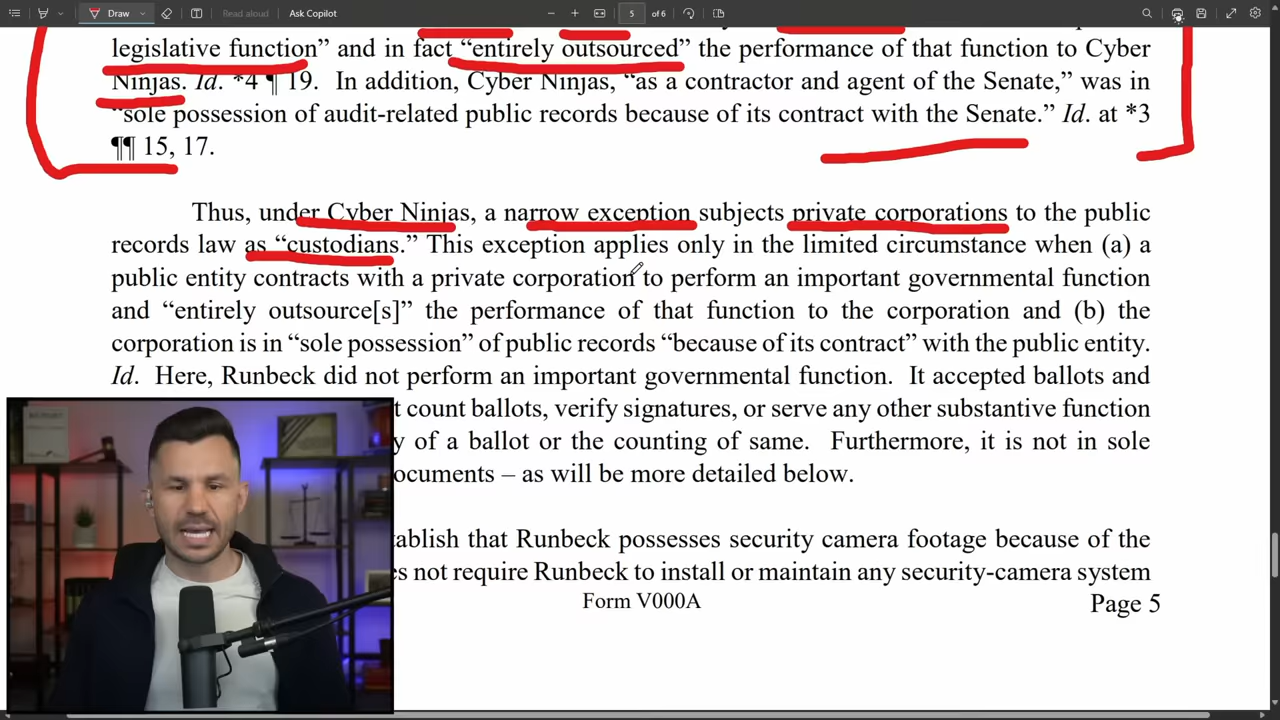 Draw
Read aloud
Ask Copilot
5 of 6
legislative function” and in fact “entirely outsourced” the performance of that function to Cyber
Ninjas. Id. *4 ¶ 19. In addition, Cyber Ninjas, “as a contractor and agent of the Senate,” was in
“sole possession of audit-related public records because of its contract with the Senate.” Id. at *3
¶¶ 15, 17.
Thus, under Cyber Ninjas, a narrow exception subjects private corporations to the public
records law as “custodians.” This exception applies only in the limited circumstance when (a) a
public entity contracts with a private corporation to perform an important governmental function
and “entirely outsource[s]” the performance of that function to the corporation and (b) the
corporation is in “sole possession” of public records “because of its contract” with the public entity.
Id. Here, Runbeck did not perform an important governmental function. It accepted ballots and
t count ballots, verify signatures, or serve any other substantive function
y of a ballot or the counting of same. Furthermore, it is not in sole
ocuments – as will be more detailed below.
tablish that Runbeck possesses security camera footage because of the
es not require Runbeck to install or maintain any security-camera system
Form V000A
Page 5